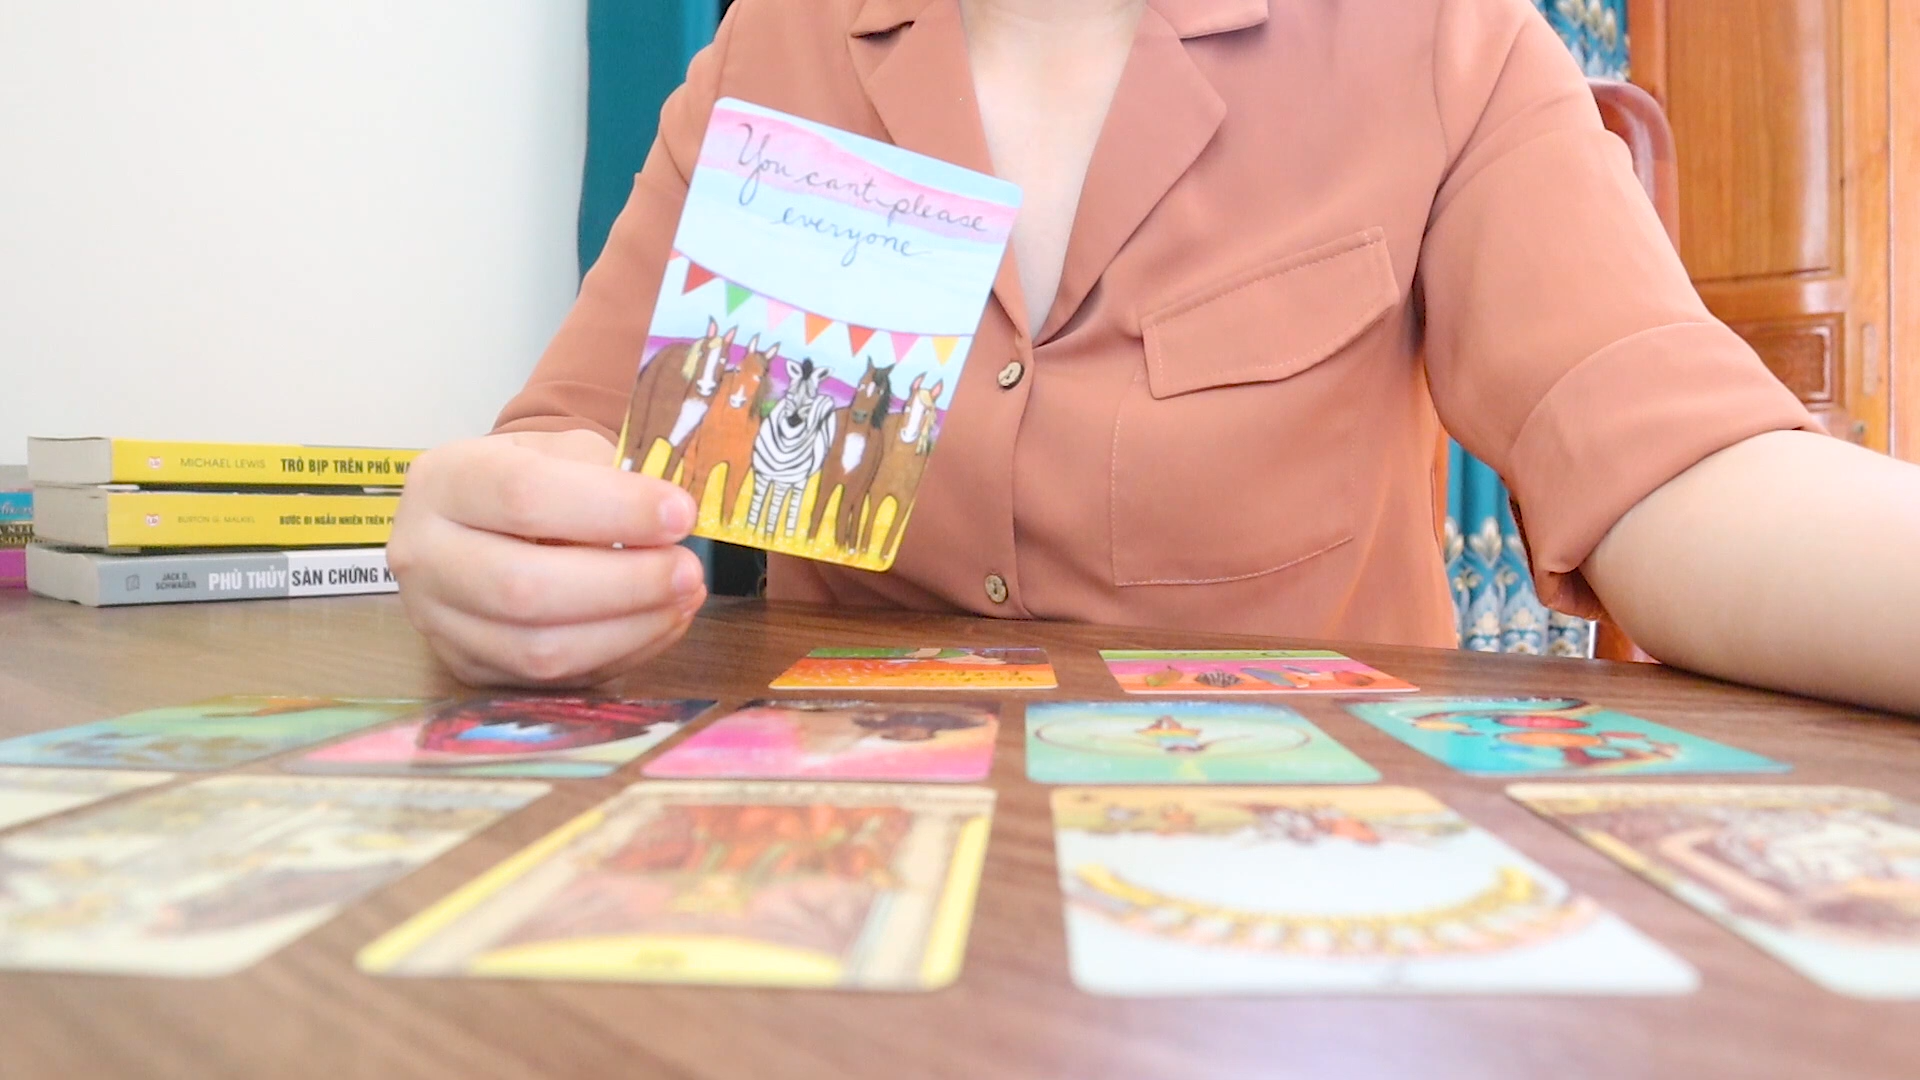 You can't please
everyone
MICHAEL LEWIS TRÒ BỊP TRÊN PHỐ WA
BURTON G. MALKIEL BƯỚC ĐI NGẪU NHIÊN TRÊN P
JACK D.
SCHWAGER
PHÙ THỦY SÀN CHỨNG K